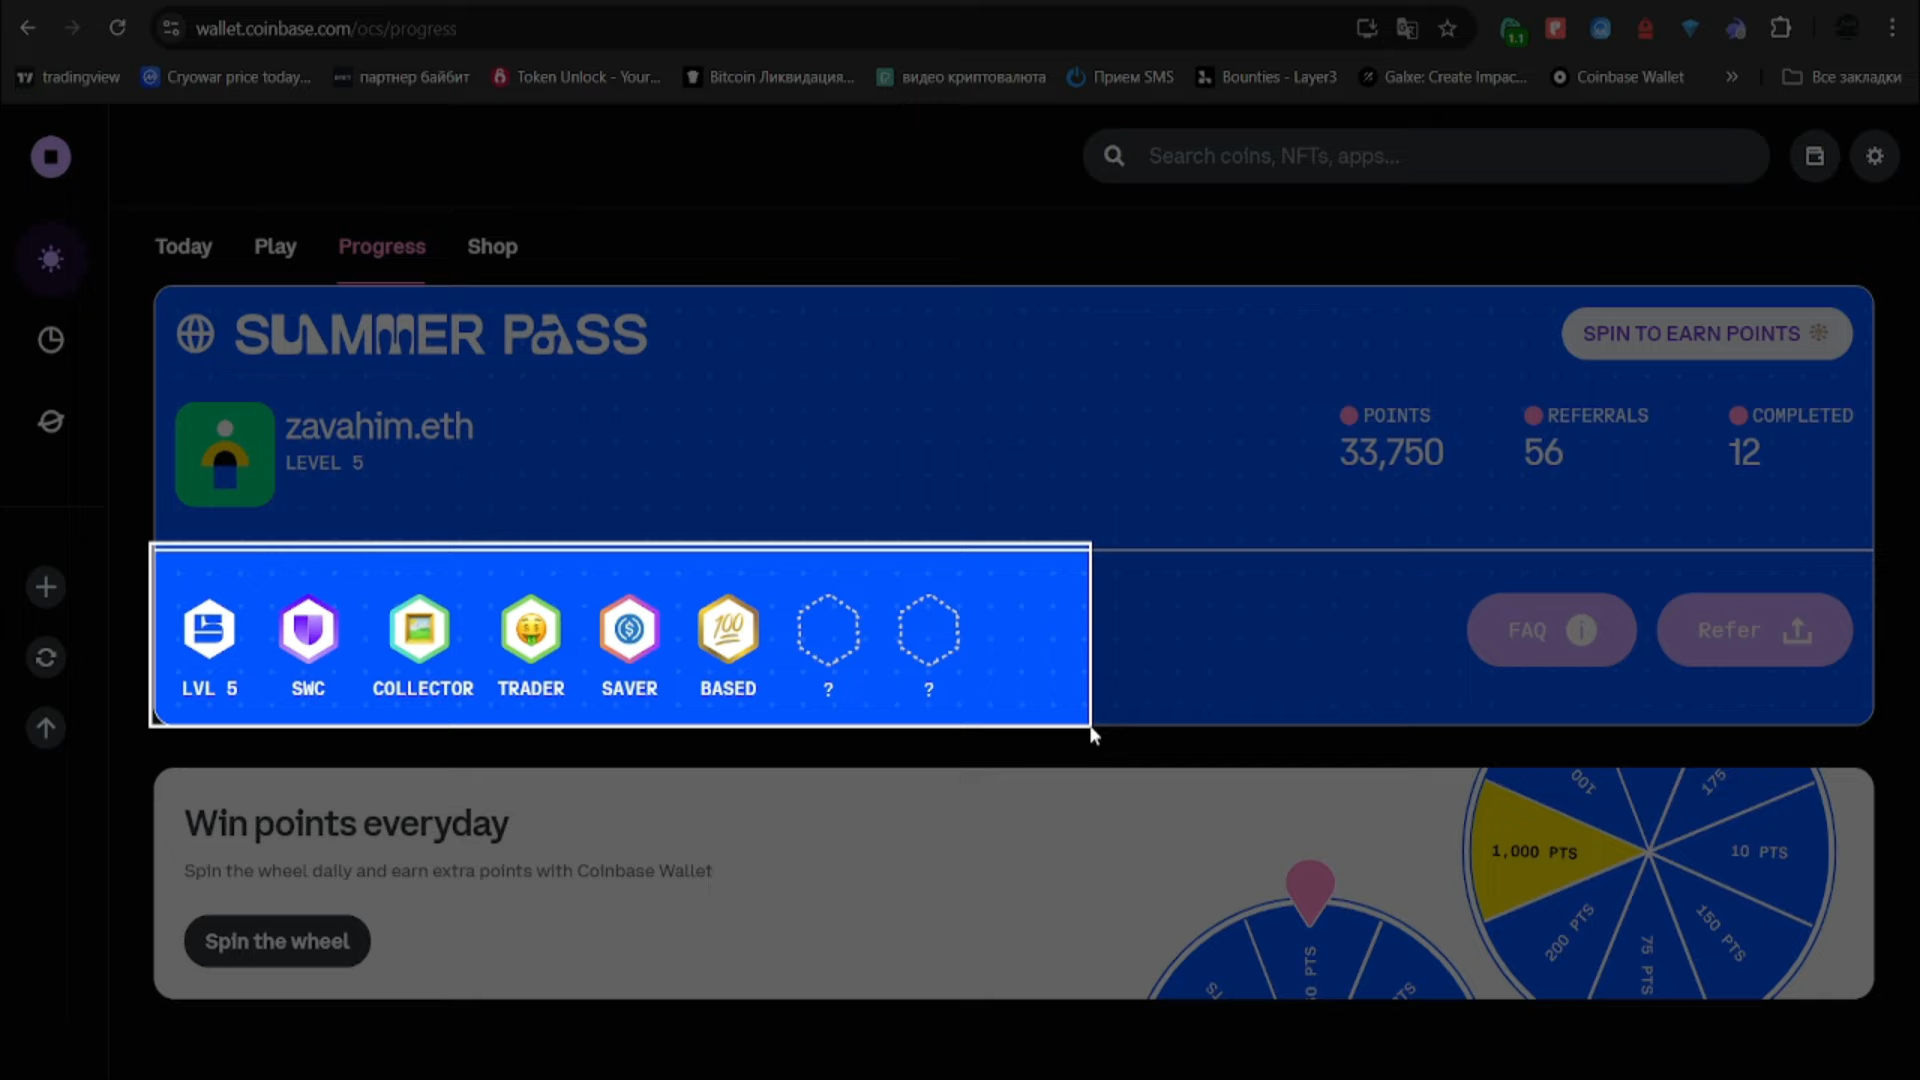 wallet.coinbase.com/ocs/progress
1.1
tradingview
Cryowar price today...
партнер байбит
Token Unlock - Your...
Bitcoin Ликвидация...
видео криптовалюта
Прием SMS
Bounties - Layer3
Galxe: Create Impac...
Coinbase Wallet
»
Все закладки
Search coins, NFTs, apps...
Today
Play
Progress
Shop
SUMMER PASS
SPIN TO EARN POINTS
zavahim.eth
LEVEL 5
POINTS
33,750
REFERRALS
56
COMPLETED
12
LVL 5
SWC
COLLECTOR
TRADER
SAVER
100
BASED
?
?
FAQ
Refer
Win points everyday
Spin the wheel daily and earn extra points with Coinbase Wallet
Spin the wheel
100
175
1,000 PTS
10 PTS
200 PTS
75 PTS
150 PTS
PTS